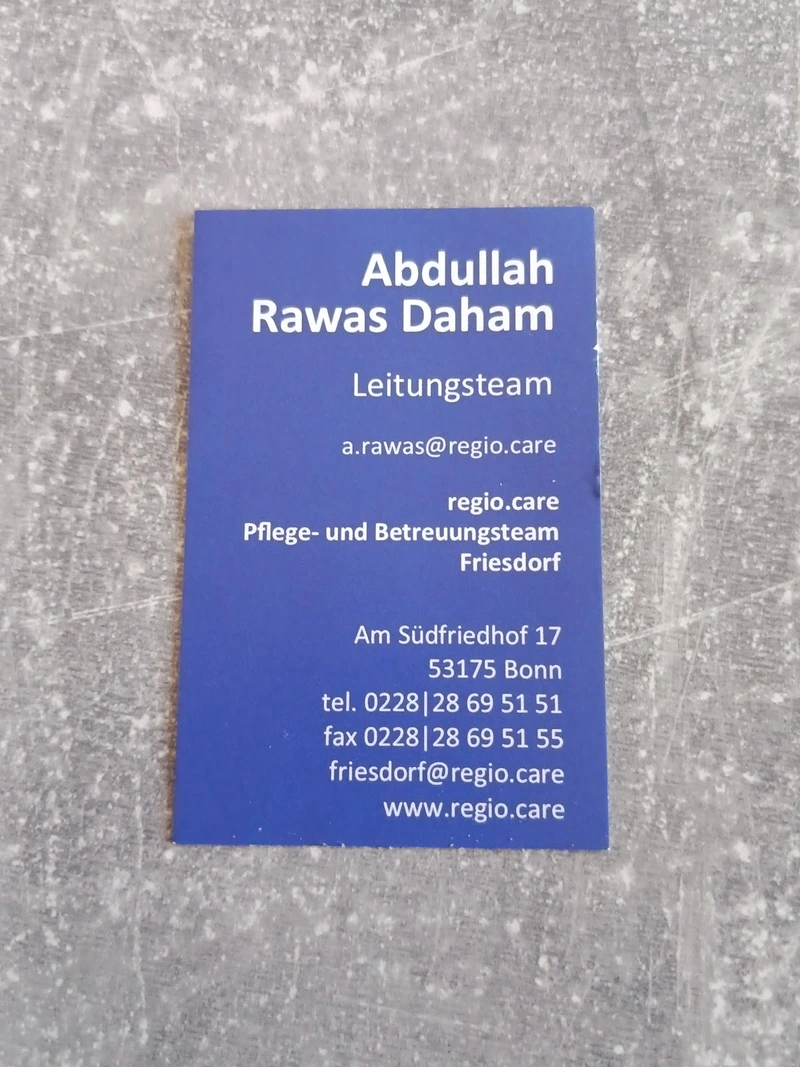 Abdullah
Rawas Daham
Leitungsteam
a.rawas@regio.care
regio.care
Pflege- und Betreuungsteam
Friesdorf
Am Südfriedhof 17
53175 Bonn
tel. 0228|28 69 51 51
fax 0228|28 69 51 55
friesdorf@regio.care
www.regio.care